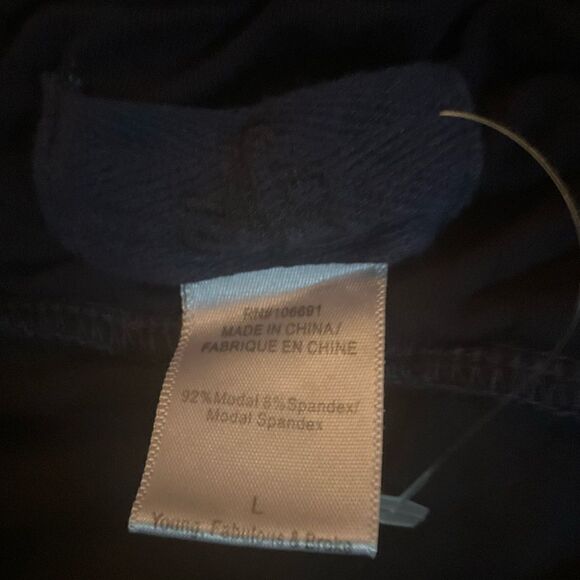 RN#106691
MADE IN CHINA/
FABRIQUE EN CHINE
92%Modal 8%Spandex/
Modal Spandex
L
Young, Fabulous & Broke